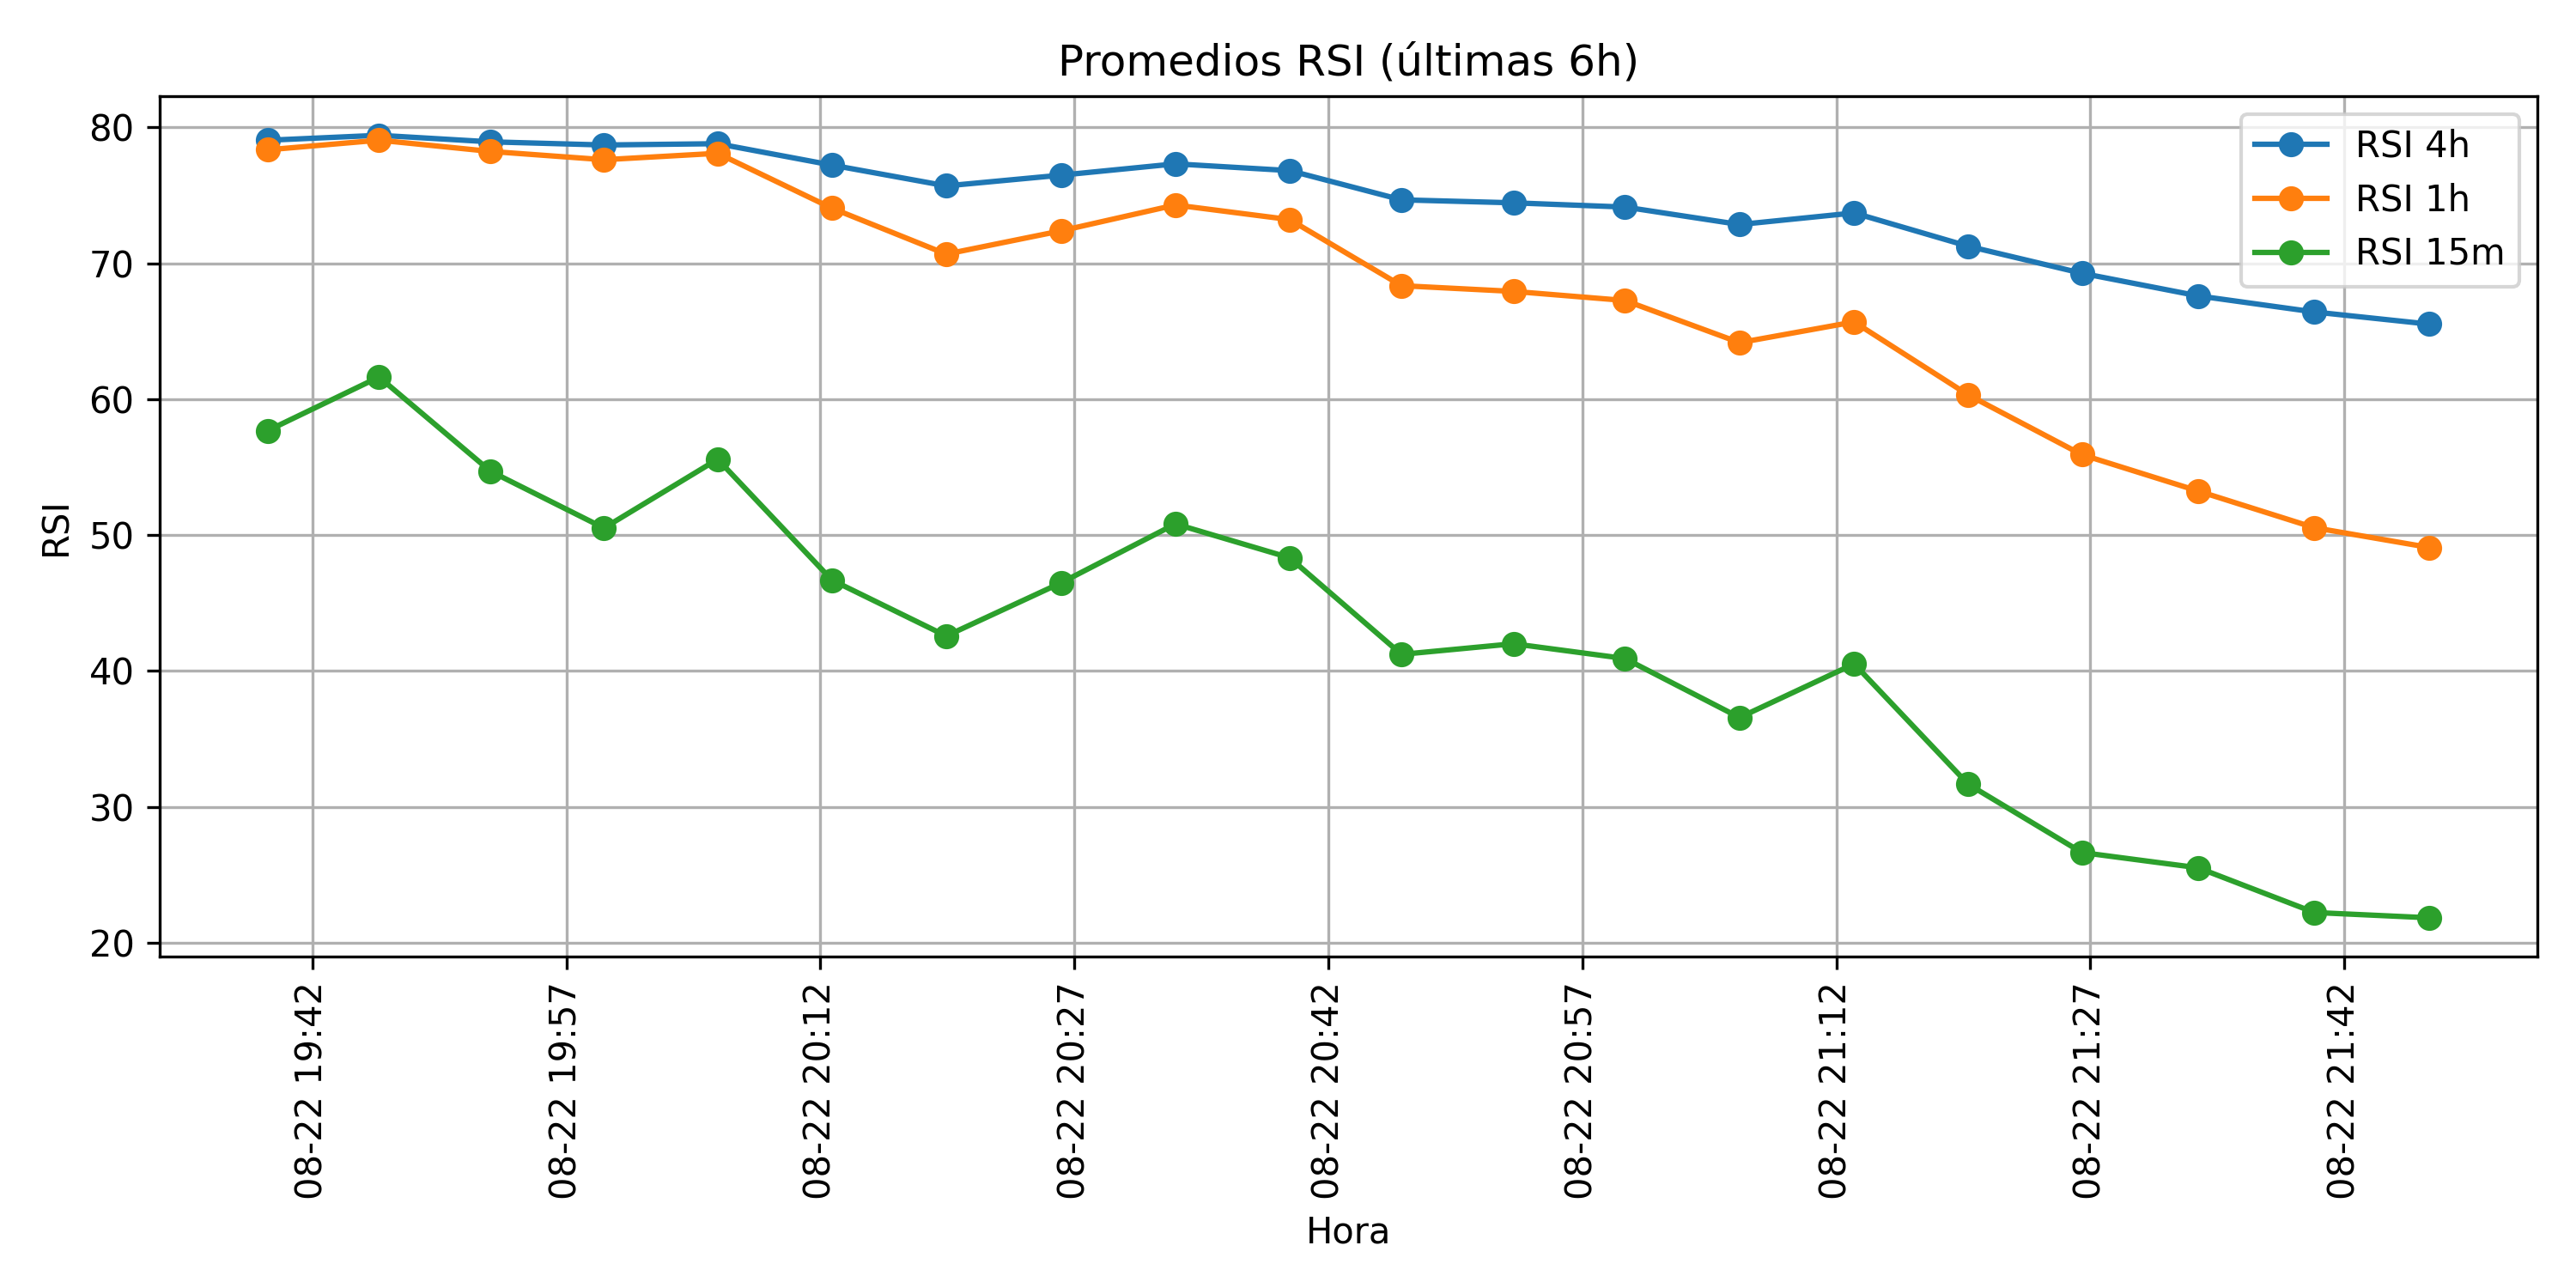 Promedios RSI (últimas 6h)
RSI 4h
RSI 1h
RSI 15m
RSI
80
70
60
50
40
30
20
08-22 19:42
08-22 19:57
08-22 20:12
08-22 20:27
08-22 20:42
08-22 20:57
08-22 21:12
08-22 21:27
08-22 21:42
Hora